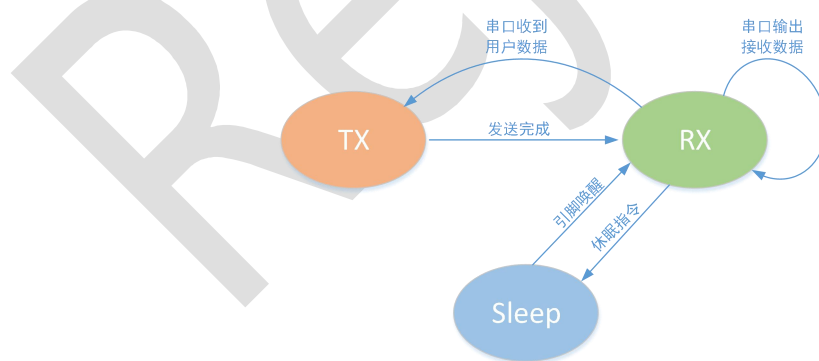 串口收到
用户数据
串口输出
接收数据
发送完成
TX
RX
引脚唤醒
休眠指令
Sleep